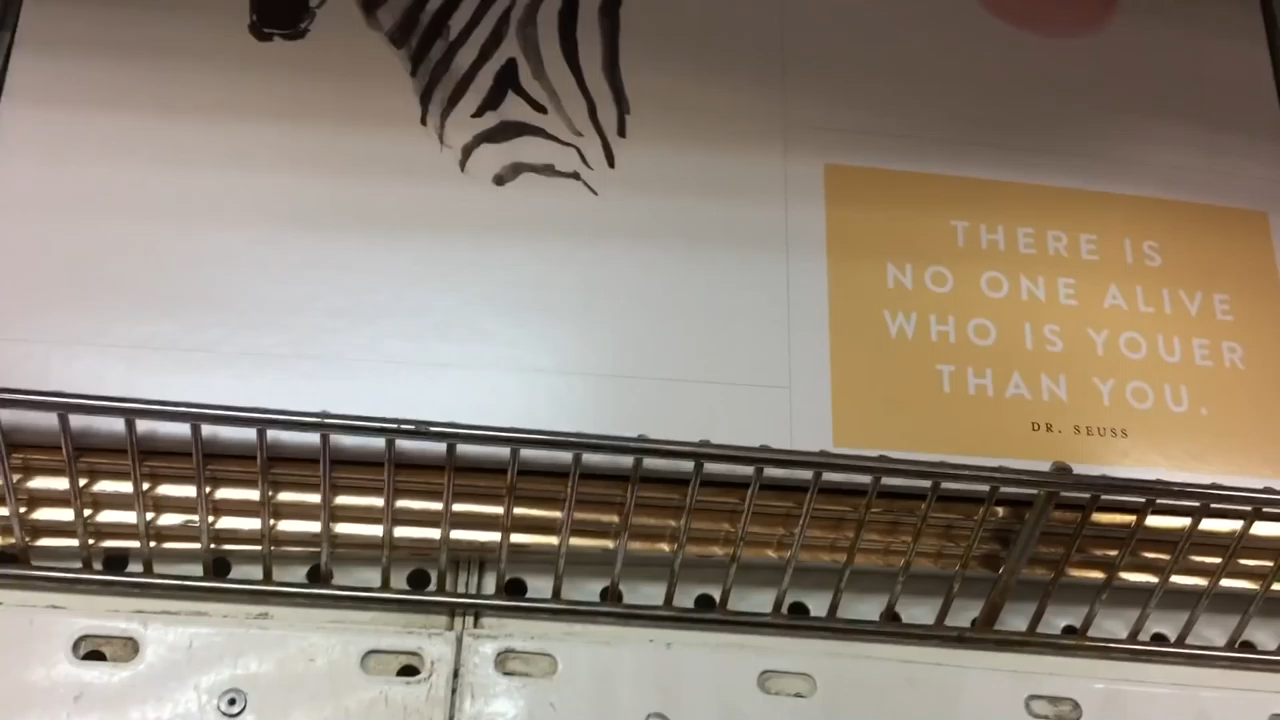 THERE IS
NO ONE ALIVE
WHO IS YOUER
THAN YOU.
DR. SEUSS